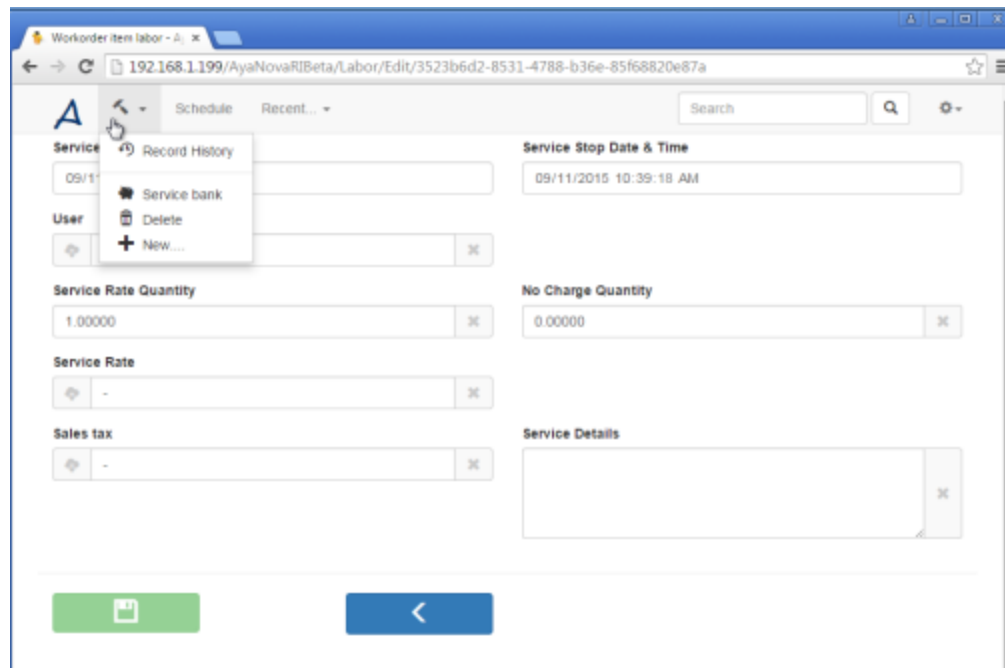 Workorder item labor - A
192.168.1.199/AyaNovaRIBeta/Labor/Edit/3523b6d2-8531-4788-b36e-85f68820e87a
A Schedule Recent... Search
Record History
Service bank
Delete
New....
Service Service Stop Date & Time
09/1 09/11/2015 10:39:18 AM
User
Service Rate Quantity No Charge Quantity
1.00000 0.00000
Service Rate
-
Sales tax Service Details
-